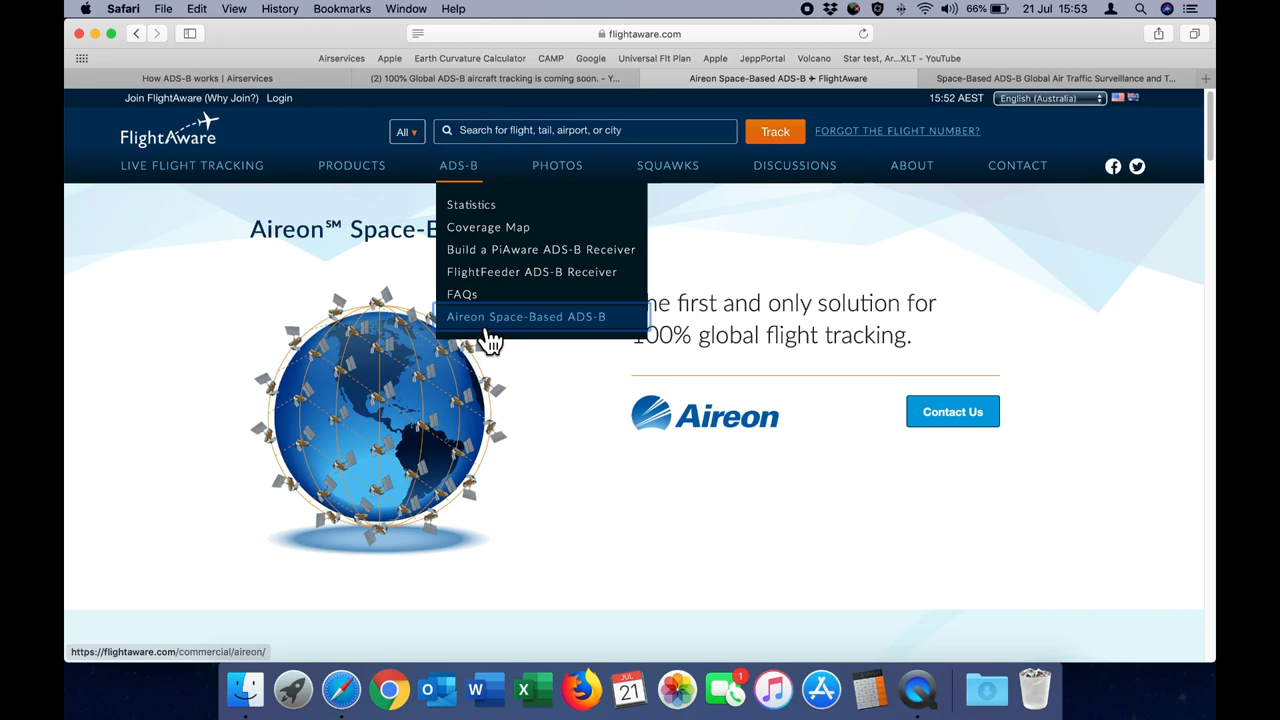 Safari File Edit View History Bookmarks Window Help 66% 21 Jul 15:53
flightaware.com
Airservices Apple Earth Curvature Calculator CAMP Google Universal Flt Plan Apple JeppPortal Volcano Star test, Ar...XLT - YouTube
How ADS-B works | Airservices (2) 100% Global ADS-B aircraft tracking is coming soon. - Y... Aireon Space-Based ADS-B ✈ FlightAware Space-Based ADS-B Global Air Traffic Surveillance and T...
Join FlightAware (Why Join?) Login 15:52 AEST English (Australia)
FlightAware All Search for flight, tail, airport, or city Track FORGOT THE FLIGHT NUMBER?
LIVE FLIGHT TRACKING PRODUCTS ADS-B PHOTOS SQUAWKS DISCUSSIONS ABOUT CONTACT
Statistics
Coverage Map
Build a PiAware ADS-B Receiver
FlightFeeder ADS-B Receiver
FAQs
Aireon Space-Based ADS-B
Aireon℠ Space-B
he first and only solution for
100% global flight tracking.
Aireon Contact Us
https://flightaware.com/commercial/aireon/
JUL
21
1